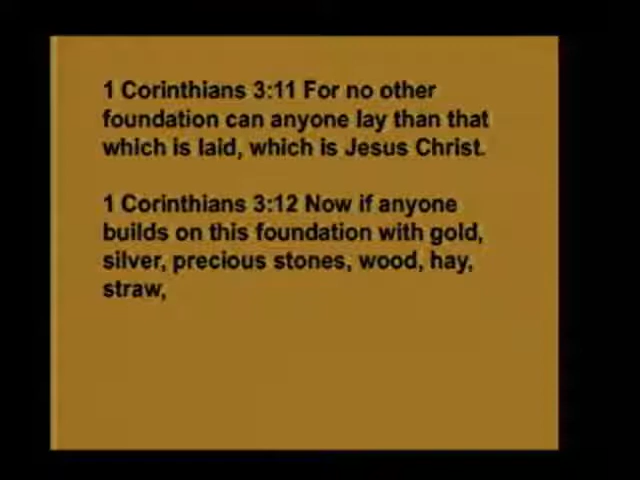 1 Corinthians 3:11 For no other
foundation can anyone lay than that
which is laid, which is Jesus Christ.
1 Corinthians 3:12 Now if anyone
builds on this foundation with gold,
silver, precious stones, wood, hay,
straw,